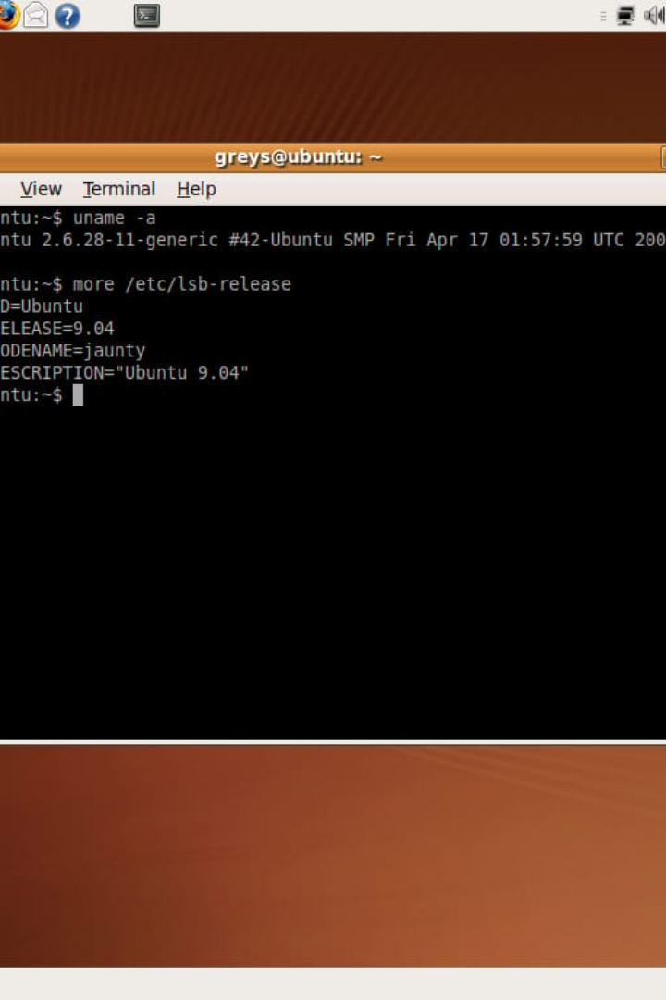 greys@ubuntu: ~
View Terminal Help
ntu:~$ uname -a
ntu 2.6.28-11-generic #42-Ubuntu SMP Fri Apr 17 01:57:59 UTC 200
ntu:~$ more /etc/lsb-release
D=Ubuntu
ELEASE=9.04
ODENAME=jaunty
ESCRIPTION="Ubuntu 9.04"
ntu:~$